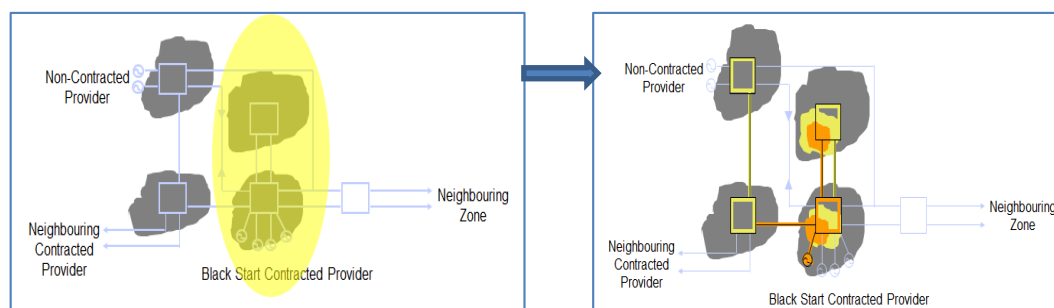 Non-Contracted
Provider
Neighbouring
Zone
Neighbouring
Contracted
Provider
Black Start Contracted Provider
Non-Contracted
Provider
Neighbouring
Zone
Neighbouring
Contracted
Provider
Black Start Contracted Provider